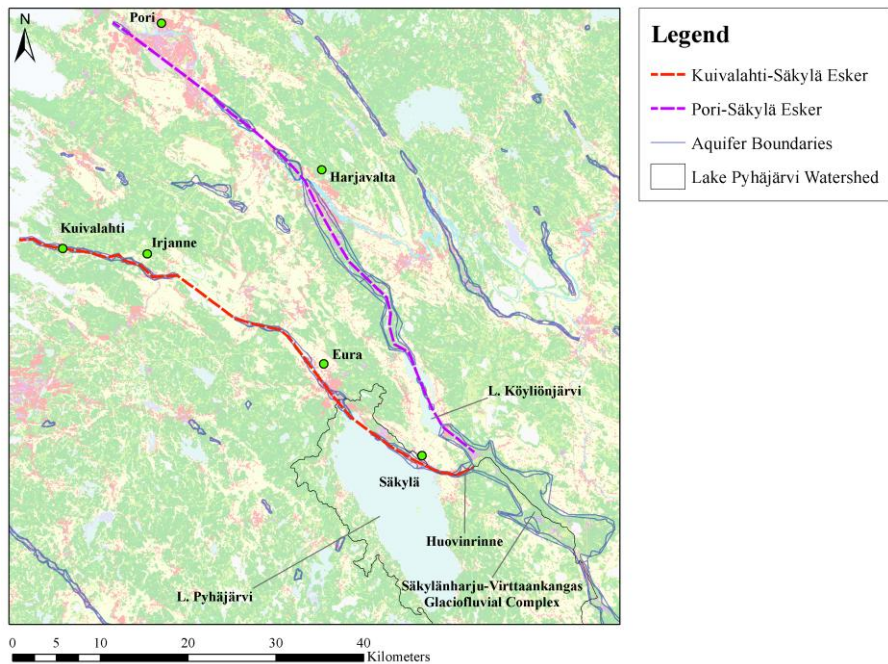 Pori
N
Harjavalta
Kuivalahti
Irjanne
Eura
L. Köyliönjärvi
Säkylä
Huovinrinne
L. Pyhäjärvi
Säkylänharju-Virttaankangas
Glaciofluvial Complex
0 5 10 20 30 40
Kilometers
Legend
Kuivalahti-Säkylä Esker
Pori-Säkylä Esker
Aquifer Boundaries
Lake Pyhäjärvi Watershed